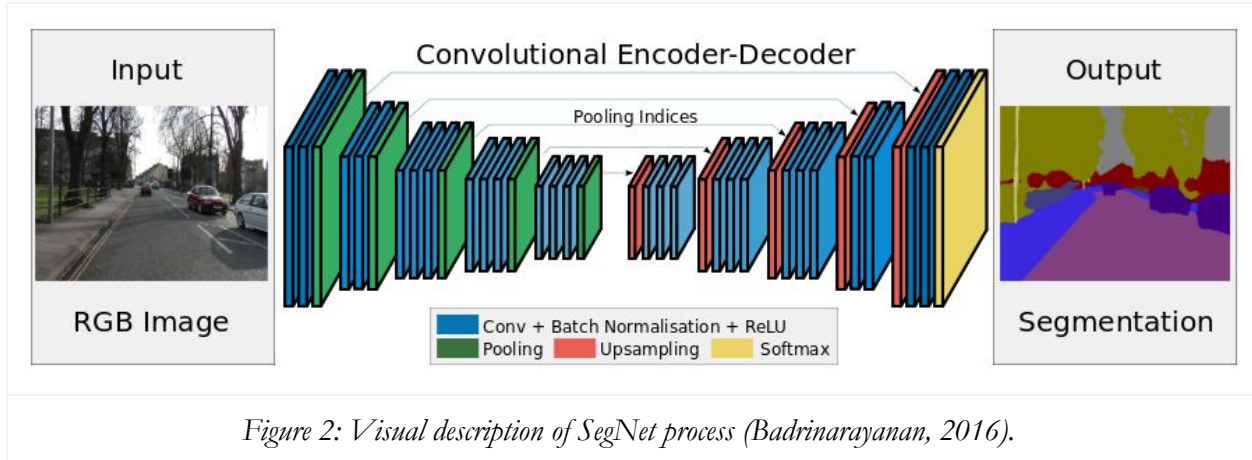 Input
RGB Image
Convolutional Encoder-Decoder
Pooling Indices
Conv + Batch Normalisation + ReLU
Pooling Upsampling Softmax
Output
Segmentation
Figure 2: Visual description of SegNet process (Badrinarayanan, 2016).